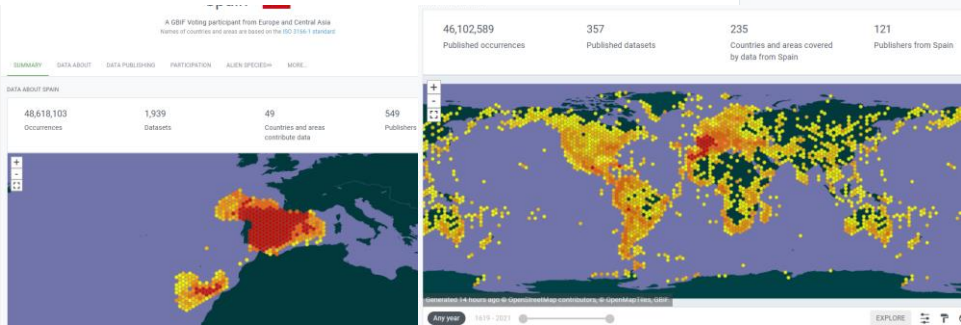 Spain
A GBIF Voting participant from Europe and Central Asia
Names of countries and areas are based on the ISO 3166-1 standard
SUMMARY DATA ABOUT DATA PUBLISHING PARTICIPATION ALIEN SPECIES MORE...
DATA ABOUT SPAIN
48,618,103 1,939 49 549
Occurrences Datasets Countries and areas Publishers
contribute data
+
-
46,102,589 357 235 121
Published occurrences Published datasets Countries and areas covered Publishers from Spain
by data from Spain
+
-
Generated 14 hours ago © OpenStreetMap contributors, © OpenMapTiles, GBIF
Any year 1619 - 2021 EXPLORE